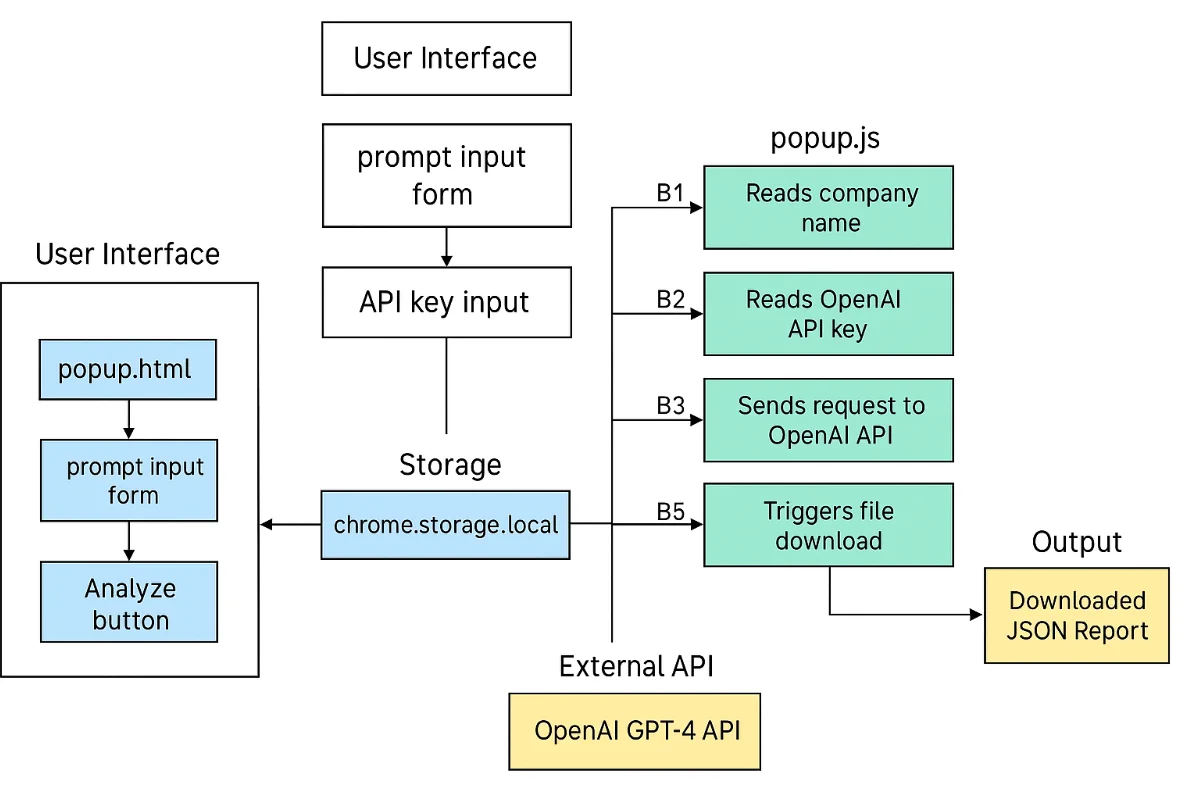 User Interface
prompt input
form
API key input
User Interface
popup.html
prompt input
form
Analyze
button
Storage
chrome.storage.local
popup.js
B1
Reads company
name
B2
Reads OpenAI
API key
B3
Sends request to
OpenAI API
B5
Triggers file
download
Output
Downloaded
JSON Report
External API
OpenAI GPT-4 API